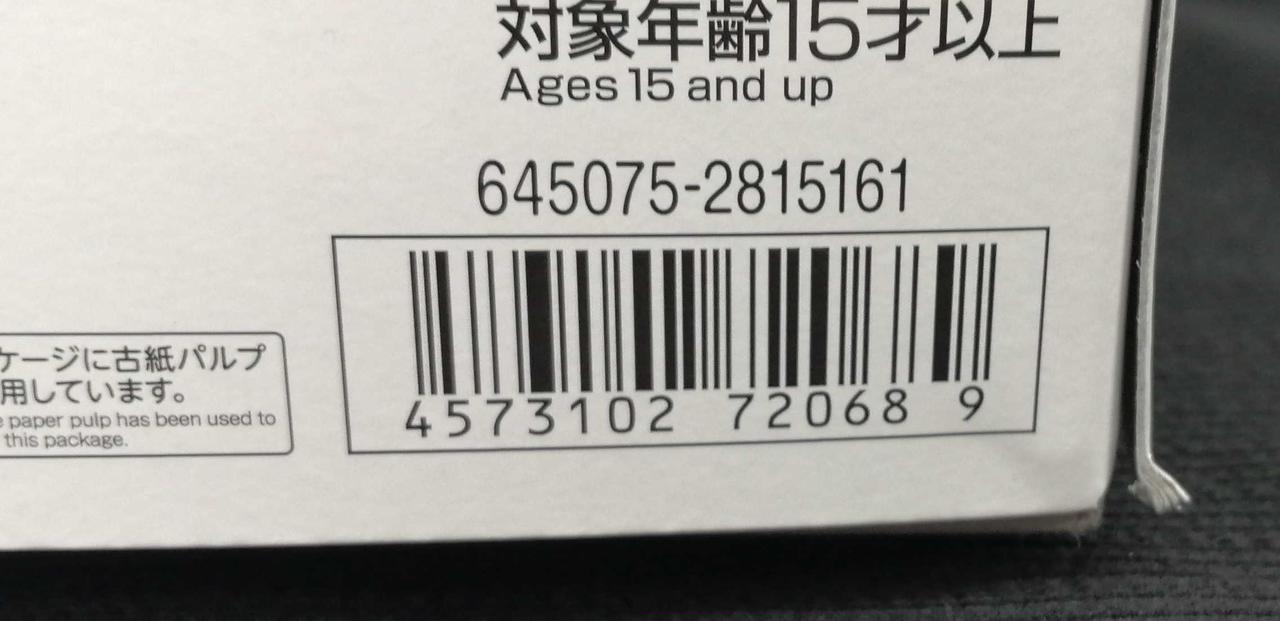 対象年齢15才以上
Ages 15 and up
645075-2815161
4573102 72068 9
ケージに古紙パルプ
用しています。
paper pulp has been used to
this package.